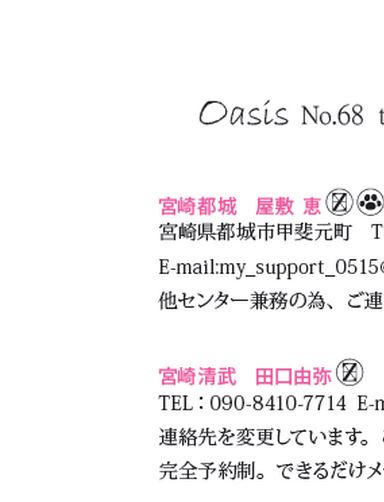 Oasis No.68
宮崎都城 屋敷 恵
宮崎県都城市甲斐元町 T
E-mail:my_support_0515@
他センター兼務の為、ご連
宮崎清武 田口由弥
TEL：090-8410-7714 E-m
連絡先を変更しています。
完全予約制。できるだけメ